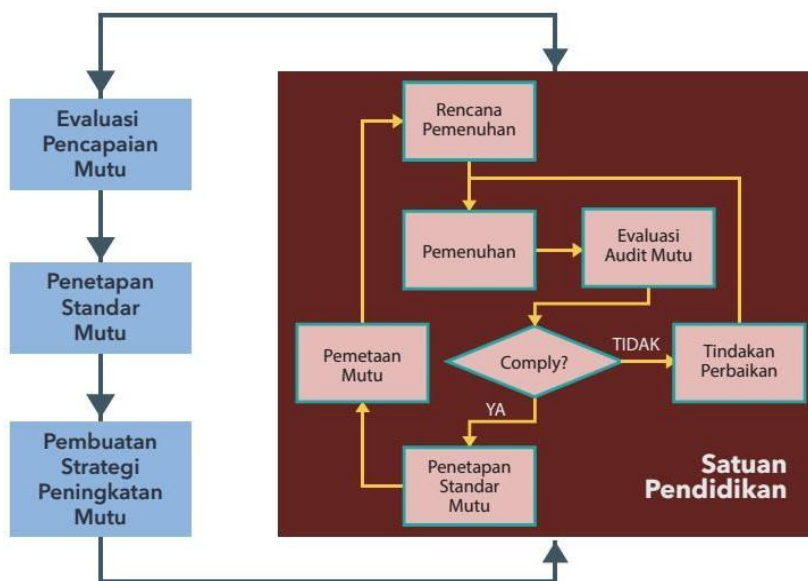 Evaluasi
Pencapaian
Mutu
Penetapan
Standar
Mutu
Pembuatan
Strategi
Peningkatan
Mutu
Rencana
Pemenuhan
Pemenuhan
Evaluasi
Audit Mutu
Pemetaan
Mutu
Comply?
TIDAK
Tindakan
Perbaikan
YA
Penetapan
Standar
Mutu
Satuan
Pendidikan